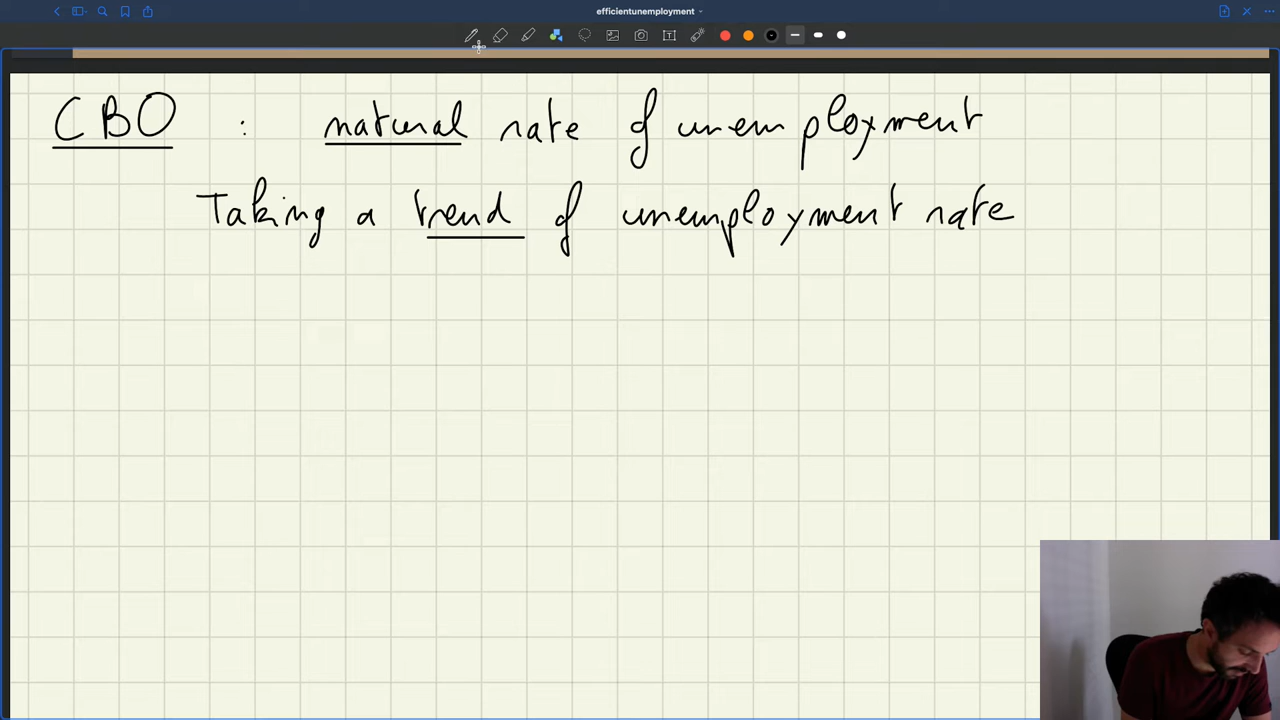 efficientunemployment
CBO : natural rate of unemployment
Taking a trend of unemployment rate